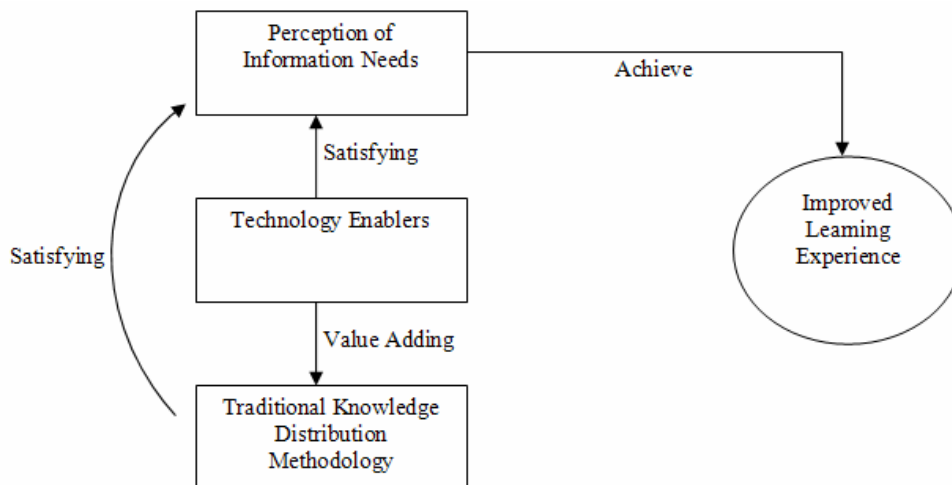 Perception of
Information Needs
Achieve
Satisfying
Technology Enablers
Improved
Learning
Experience
Satisfying
Value Adding
Traditional Knowledge
Distribution
Methodology